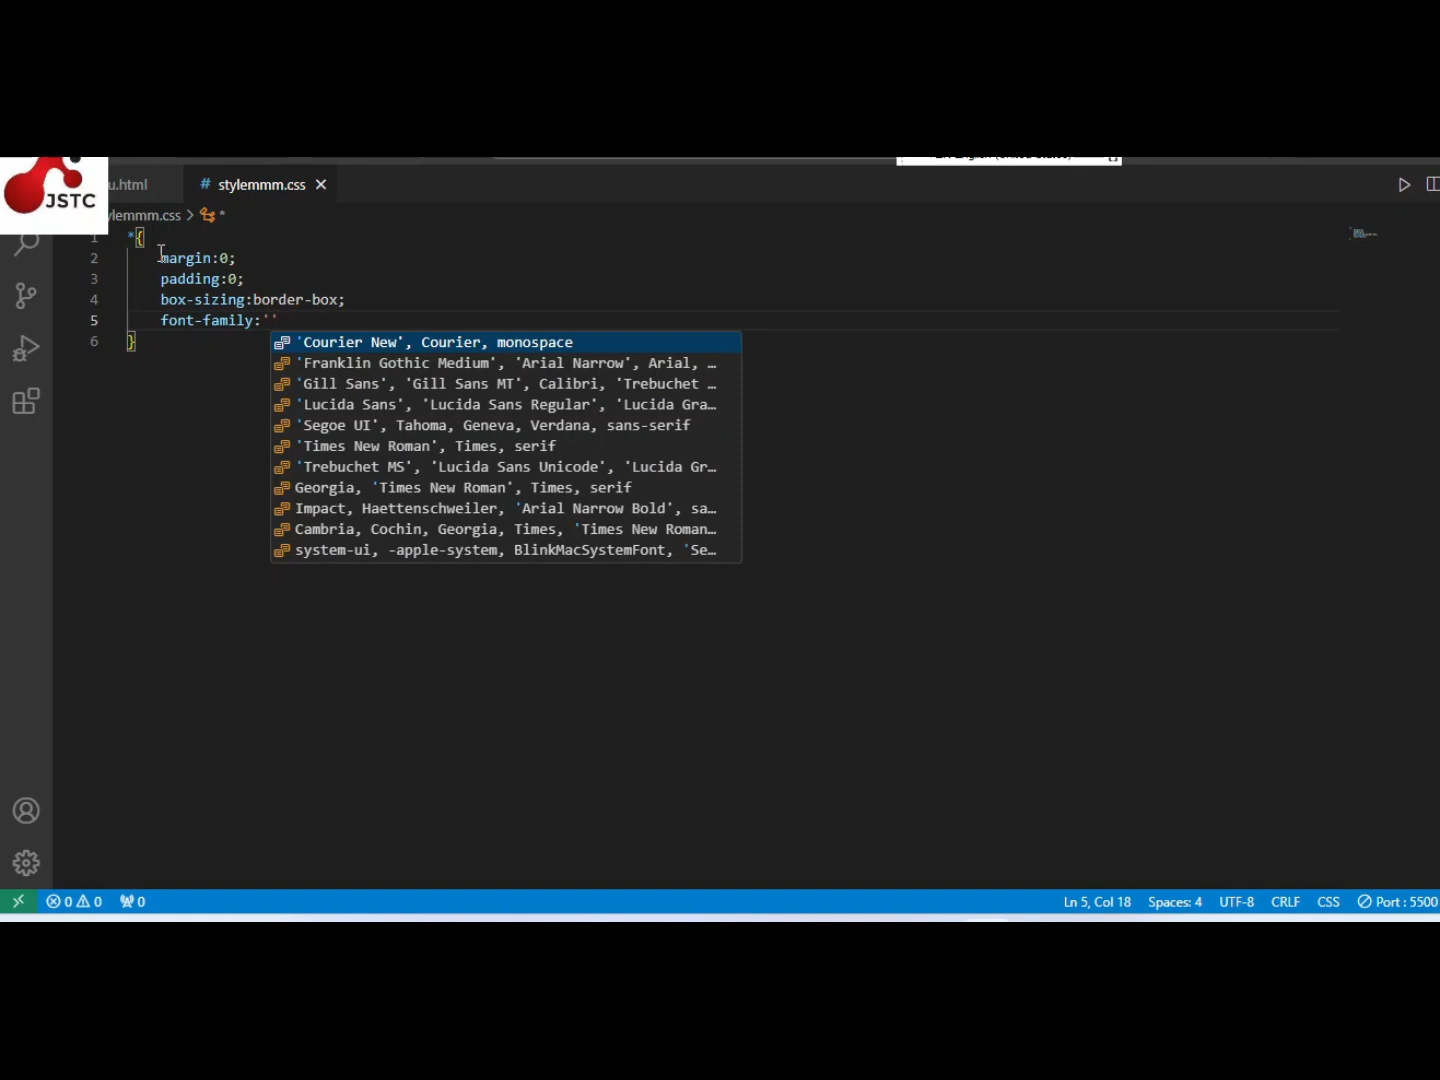 JSTC
u.html
# stylemmm.css
ylemmm.css > *
1 *{
2 margin:0;
3 padding:0;
4 box-sizing:border-box;
5 font-family:''
6 }
'Courier New', Courier, monospace
'Franklin Gothic Medium', 'Arial Narrow', Arial, …
'Gill Sans', 'Gill Sans MT', Calibri, 'Trebuchet …
'Lucida Sans', 'Lucida Sans Regular', 'Lucida Gra…
'Segoe UI', Tahoma, Geneva, Verdana, sans-serif
'Times New Roman', Times, serif
'Trebuchet MS', 'Lucida Sans Unicode', 'Lucida Gr…
Georgia, 'Times New Roman', Times, serif
Impact, Haettenschweiler, 'Arial Narrow Bold', sa…
Cambria, Cochin, Georgia, Times, 'Times New Roman…
system-ui, -apple-system, BlinkMacSystemFont, 'Se…
0 0 0 Ln 5, Col 18 Spaces: 4 UTF-8 CRLF CSS Port : 5500